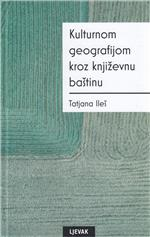 Kulturnom
geografijom
kroz književnu
baštinu
Tatjana Ileš
LJEVAK